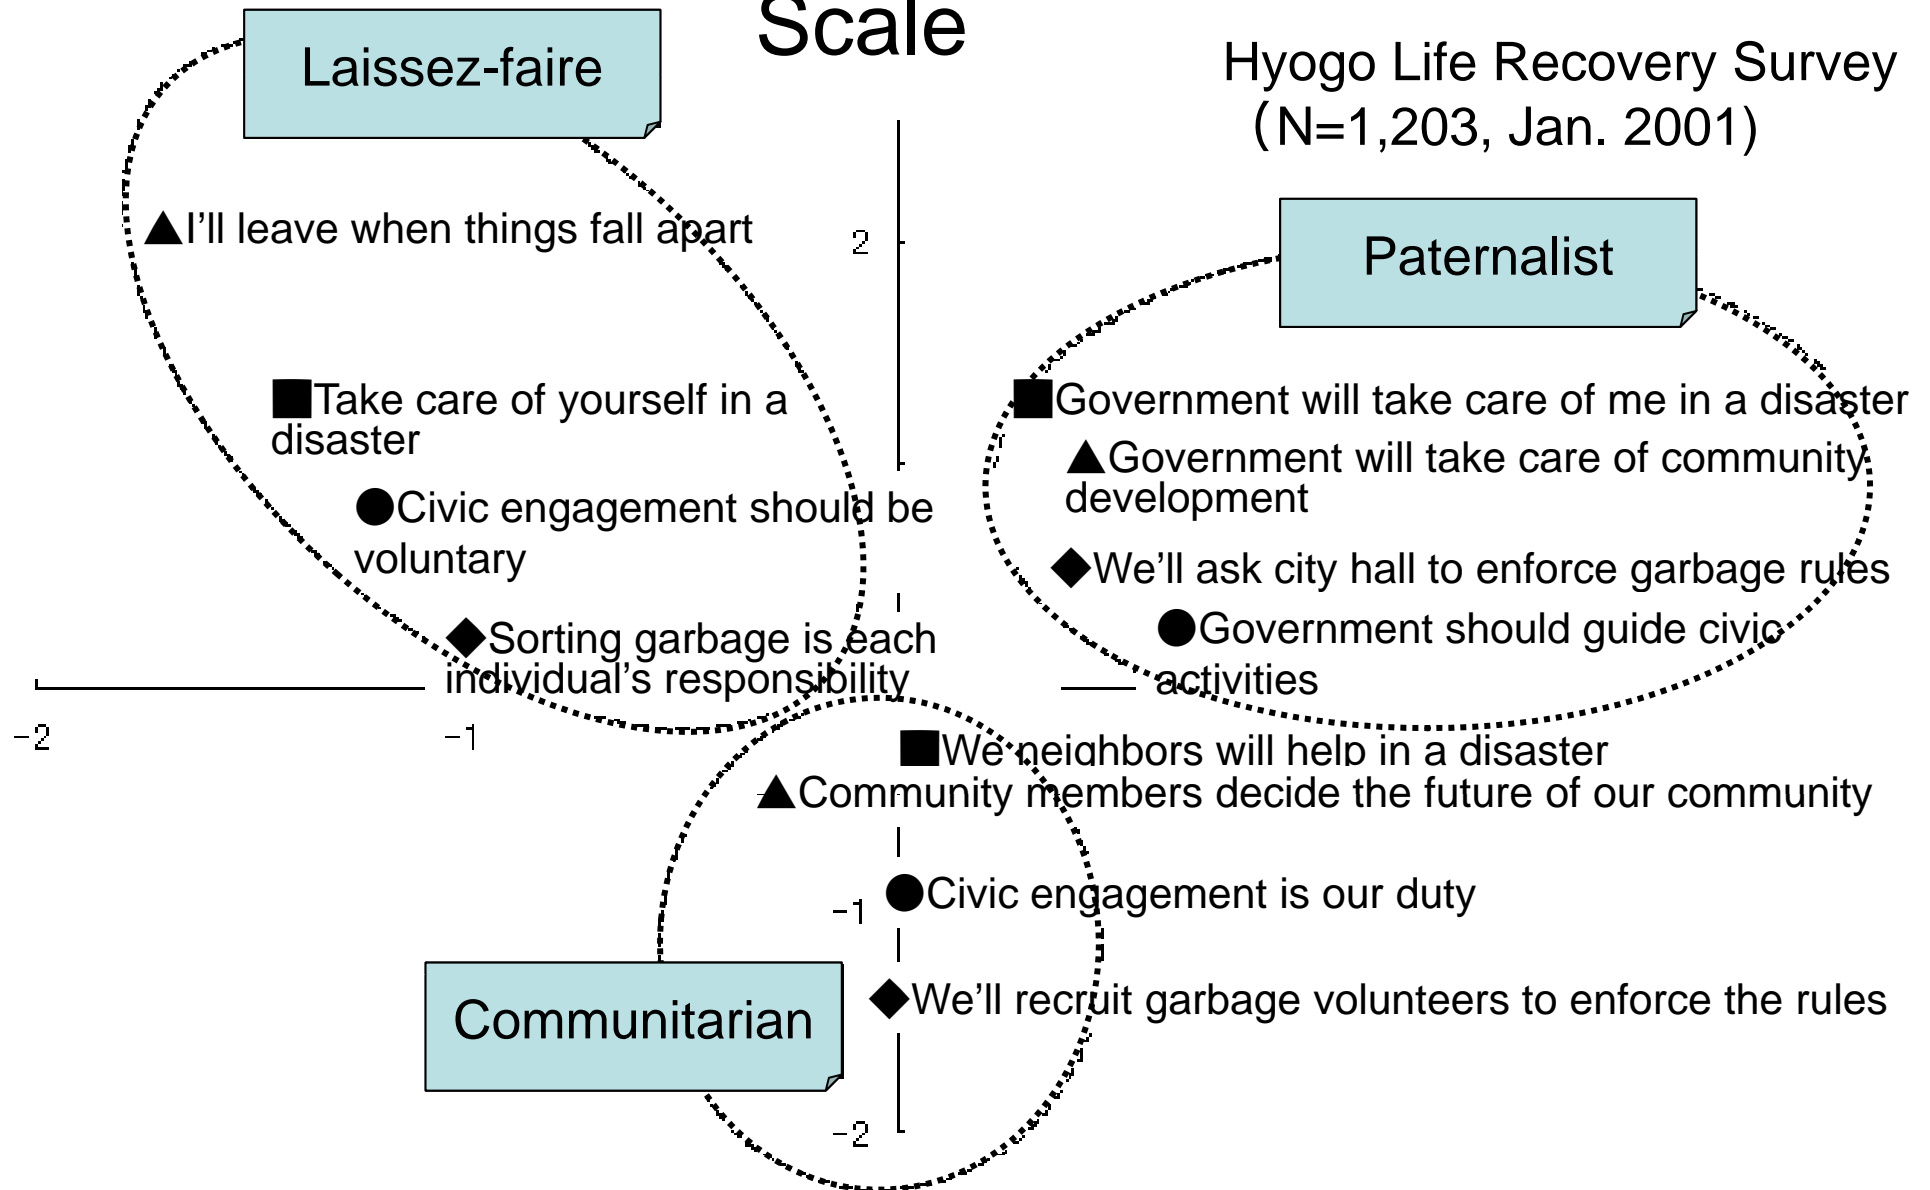 Scale
Laissez-faire
Hyogo Life Recovery Survey
（N=1,203, Jan. 2001)
▲I'll leave when things fall apart
2
Paternalist
■Take care of yourself in a
disaster
■Government will take care of me in a disaster
▲Government will take care of community
development
●Civic engagement should be
voluntary
◆We'll ask city hall to enforce garbage rules
◆Sorting garbage is each
individual's responsibility
●Government should guide civic
activities
-2
-1
■We neighbors will help in a disaster
▲Community members decide the future of our community
-1
●Civic engagement is our duty
Communitarian
◆We'll recruit garbage volunteers to enforce the rules
-2